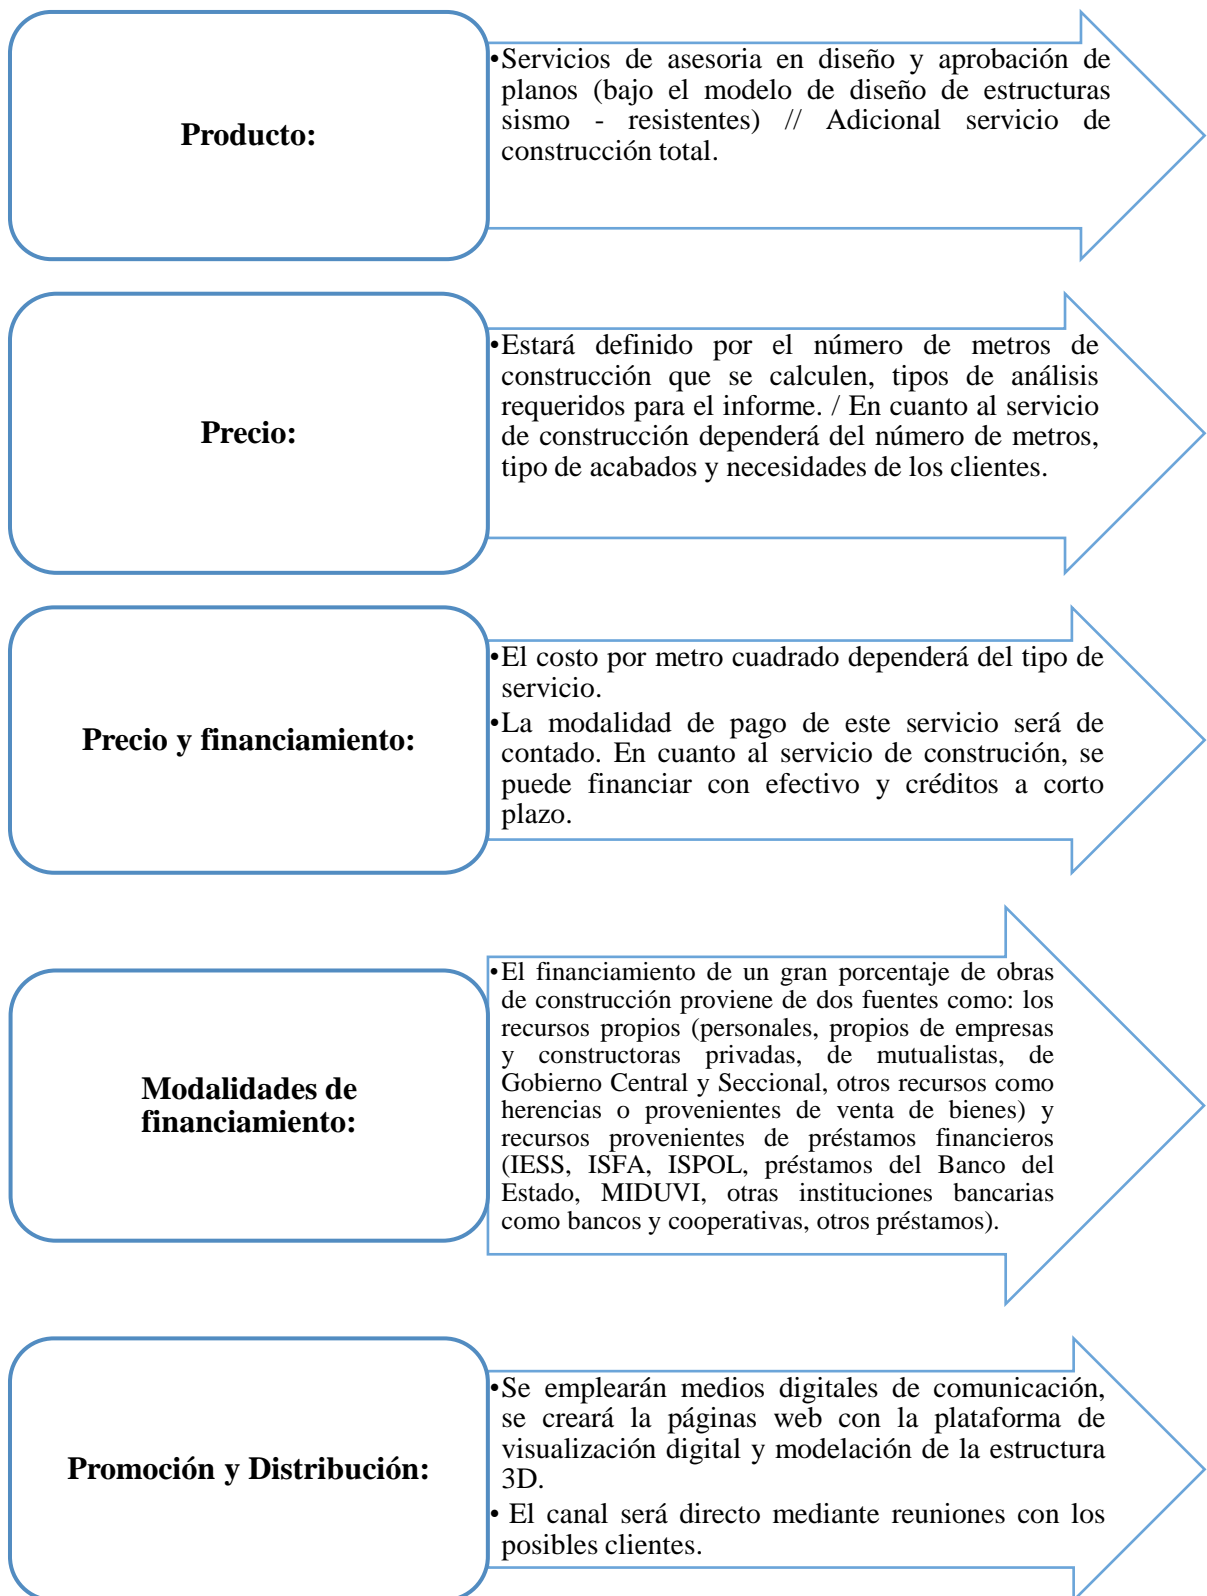 Producto:
•Servicios de asesoria en diseño y aprobación de
planos (bajo el modelo de diseño de estructuras
sismo - resistentes) // Adicional servicio de
construcción total.
Precio:
•Estará definido por el número de metros de
construcción que se calculen, tipos de análisis
requeridos para el informe. / En cuanto al servicio
de construcción dependerá del número de metros,
tipo de acabados y necesidades de los clientes.
Precio y financiamiento:
•El costo por metro cuadrado dependerá del tipo de
servicio.
•La modalidad de pago de este servicio será de
contado. En cuanto al servicio de construción, se
puede financiar con efectivo y créditos a corto
plazo.
Modalidades de
financiamiento:
•El financiamiento de un gran porcentaje de obras
de construcción proviene de dos fuentes como: los
recursos propios (personales, propios de empresas
y constructoras privadas, de mutualistas, de
Gobierno Central y Seccional, otros recursos como
herencias o provenientes de venta de bienes) y
recursos provenientes de préstamos financieros
(IESS, ISFA, ISPOL, préstamos del Banco del
Estado, MIDUVI, otras instituciones bancarias
como bancos y cooperativas, otros préstamos).
Promoción y Distribución:
•Se emplearán medios digitales de comunicación,
se creará la páginas web con la plataforma de
visualización digital y modelación de la estructura
3D.
• El canal será directo mediante reuniones con los
posibles clientes.